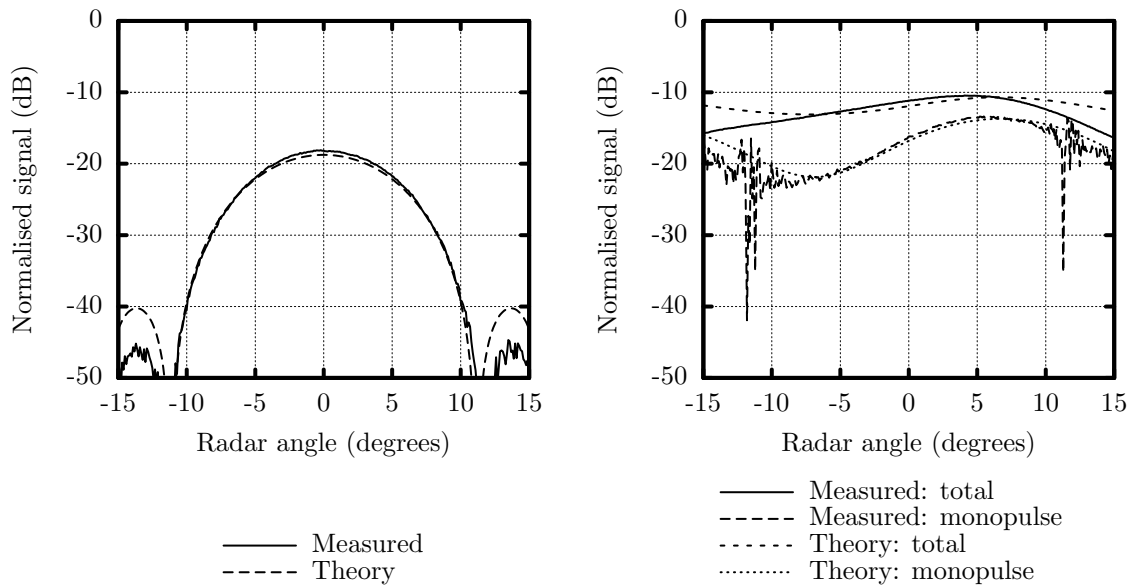 0
-10
-20
-30
-40
-50
-15 -10 -5 0 5 10 15
Normalised signal (dB)
Radar angle (degrees)
Measured
Theory
0
-10
-20
-30
-40
-50
-15 -10 -5 0 5 10 15
Normalised signal (dB)
Radar angle (degrees)
Measured: total
Measured: monopulse
Theory: total
Theory: monopulse